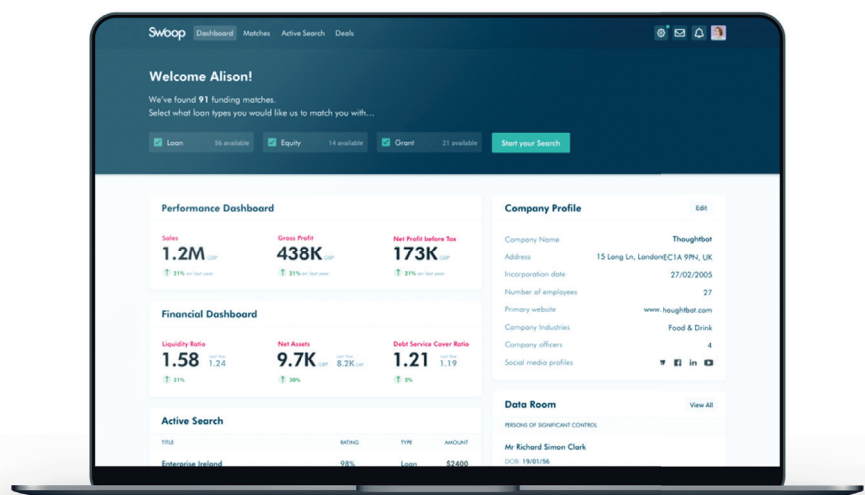 Swoop Dashboard Matches Active Search Deals
Welcome Alison!
We've found 91 funding matches.
Select what loan types you would like us to match you with...
Loan 56 available Equity 14 available Grant 21 available Start your Search
Performance Dashboard
Sales Gross Profit Net Profit before Tax
1.2M GBP 438K GBP 173K GBP
21% on last year 21% on last year 21% on last year
Financial Dashboard
Liquidity Ratio Net Assets Debt Service Cover Ratio
1.58 Last Year 1.24 9.7K GBP Last Year 8.2K 1.21 Last Year 1.19
21% 30% 2%
Active Search
TITLE RATING TYPE AMOUNT
Enterprise Ireland 98% Loan $2400
Company Profile Edit
Company Name Thoughtbot
Address 15 Long Ln, LondonEC1A 9PN, UK
Incorporation date 27/02/2005
Number of employees 27
Primary website www.houghtbot.com
Company Industries Food & Drink
Company officers 4
Social media profiles
Data Room View All
PERSONS OF SIGNIFICANT CONTROL
Mr Richard Simon Clark
DOB: 19/01/56